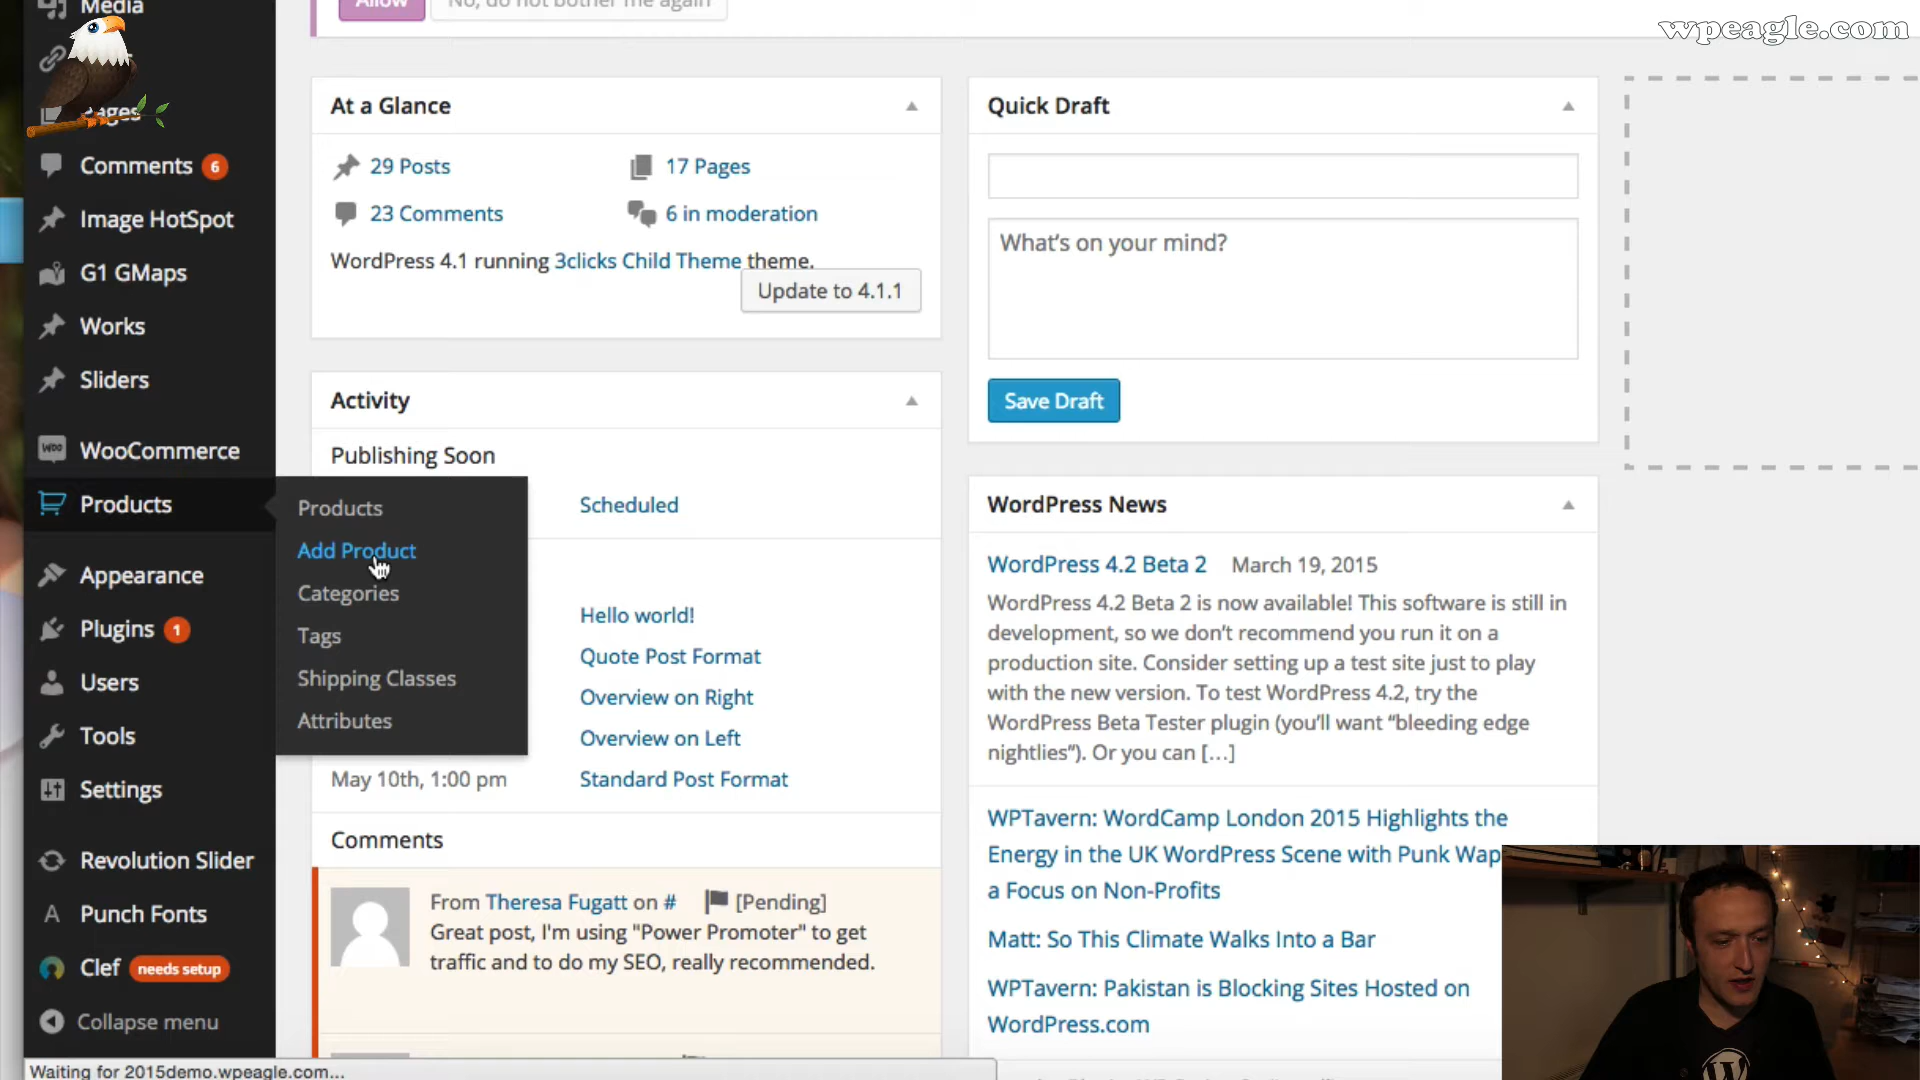 Media
Allow
No, do not bother me again
wpeagle.com
Pages
Comments 6
Image HotSpot
G1 GMaps
Works
Sliders
WooCommerce
Products
Appearance
Plugins 1
Users
Tools
Settings
Revolution Slider
Punch Fonts
Clef needs setup
Collapse menu
Products
Add Product
Categories
Tags
Shipping Classes
Attributes
At a Glance
29 Posts
17 Pages
23 Comments
6 in moderation
WordPress 4.1 running 3clicks Child Theme theme.
Update to 4.1.1
Activity
Publishing Soon
Scheduled
Hello world!
Quote Post Format
Overview on Right
Overview on Left
May 10th, 1:00 pm Standard Post Format
Comments
From Theresa Fugatt on # [Pending]
Great post, I'm using "Power Promoter" to get
traffic and to do my SEO, really recommended.
Quick Draft
What's on your mind?
Save Draft
WordPress News
WordPress 4.2 Beta 2 March 19, 2015
WordPress 4.2 Beta 2 is now available! This software is still in
development, so we don't recommend you run it on a
production site. Consider setting up a test site just to play
with the new version. To test WordPress 4.2, try the
WordPress Beta Tester plugin (you'll want “bleeding edge
nightlies“). Or you can […]
WPTavern: WordCamp London 2015 Highlights the
Energy in the UK WordPress Scene with Punk Wap
a Focus on Non-Profits
Matt: So This Climate Walks Into a Bar
WPTavern: Pakistan is Blocking Sites Hosted on
WordPress.com
Waiting for 2015demo.wpeagle.com...